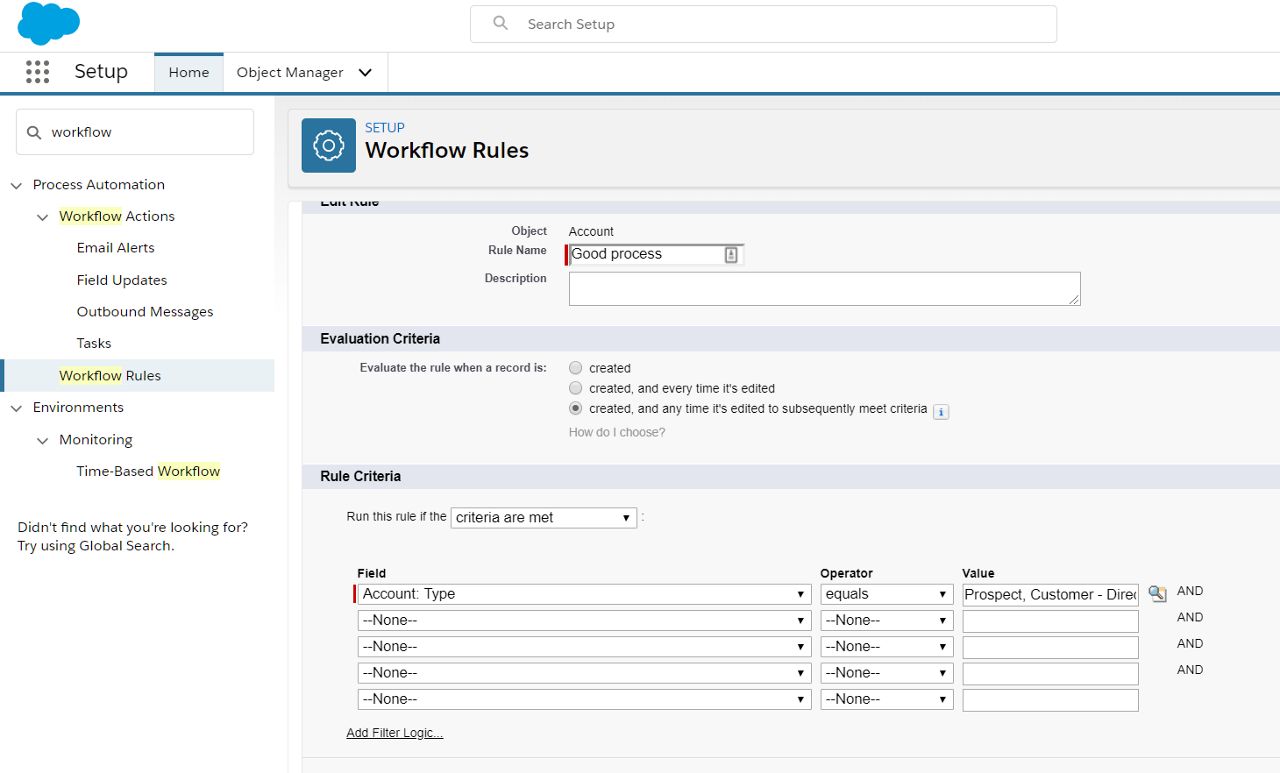 Search Setup
Setup
Home
Object Manager
workflow
Process Automation
Workflow Actions
Email Alerts
Field Updates
Outbound Messages
Tasks
Workflow Rules
Environments
Monitoring
Time-Based Workflow
Didn't find what you're looking for?
Try using Global Search.
SETUP
Workflow Rules
Edit Rule
Object Account
Rule Name Good process
Description
Evaluation Criteria
Evaluate the rule when a record is: created
created, and every time it's edited
created, and any time it's edited to subsequently meet criteria
How do I choose?
Rule Criteria
Run this rule if the criteria are met :
Field Operator Value
Account: Type equals Prospect, Customer - Direc AND
--None-- --None-- AND
--None-- --None-- AND
--None-- --None-- AND
--None-- --None--
Add Filter Logic...